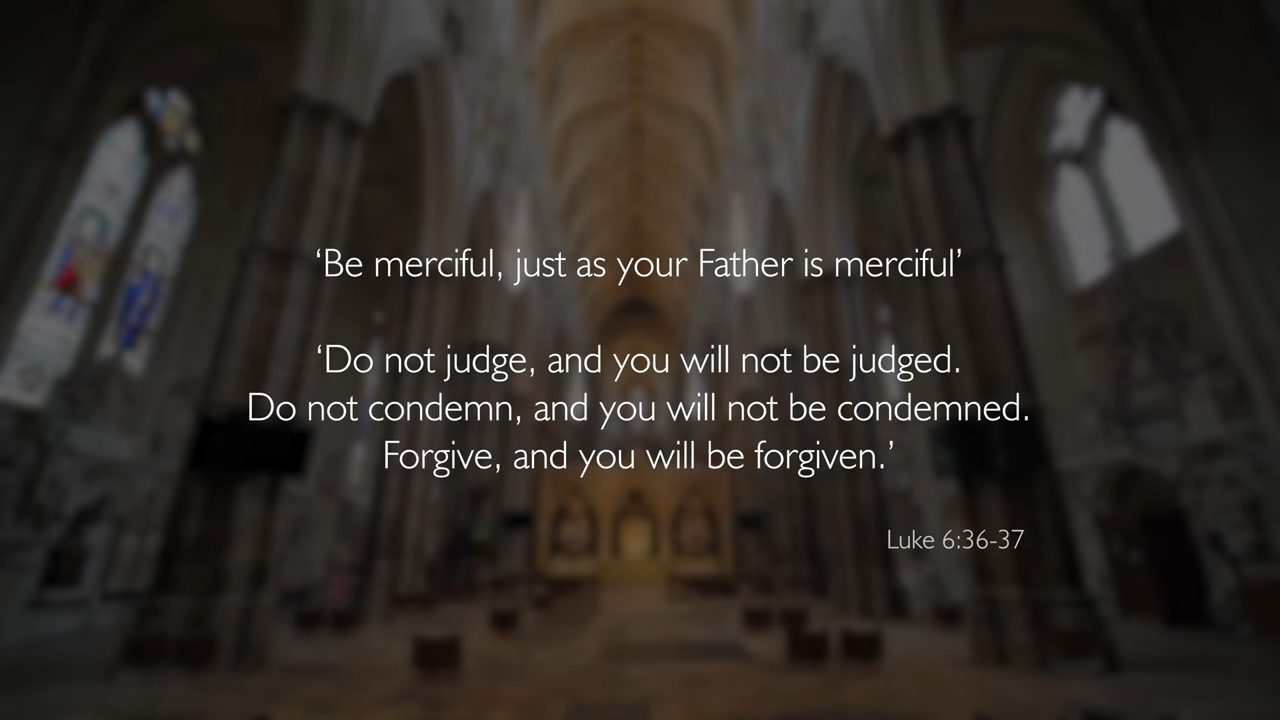 ‘Be merciful, just as your Father is merciful’
‘Do not judge, and you will not be judged.
Do not condemn, and you will not be condemned.
Forgive, and you will be forgiven.’
Luke 6:36-37